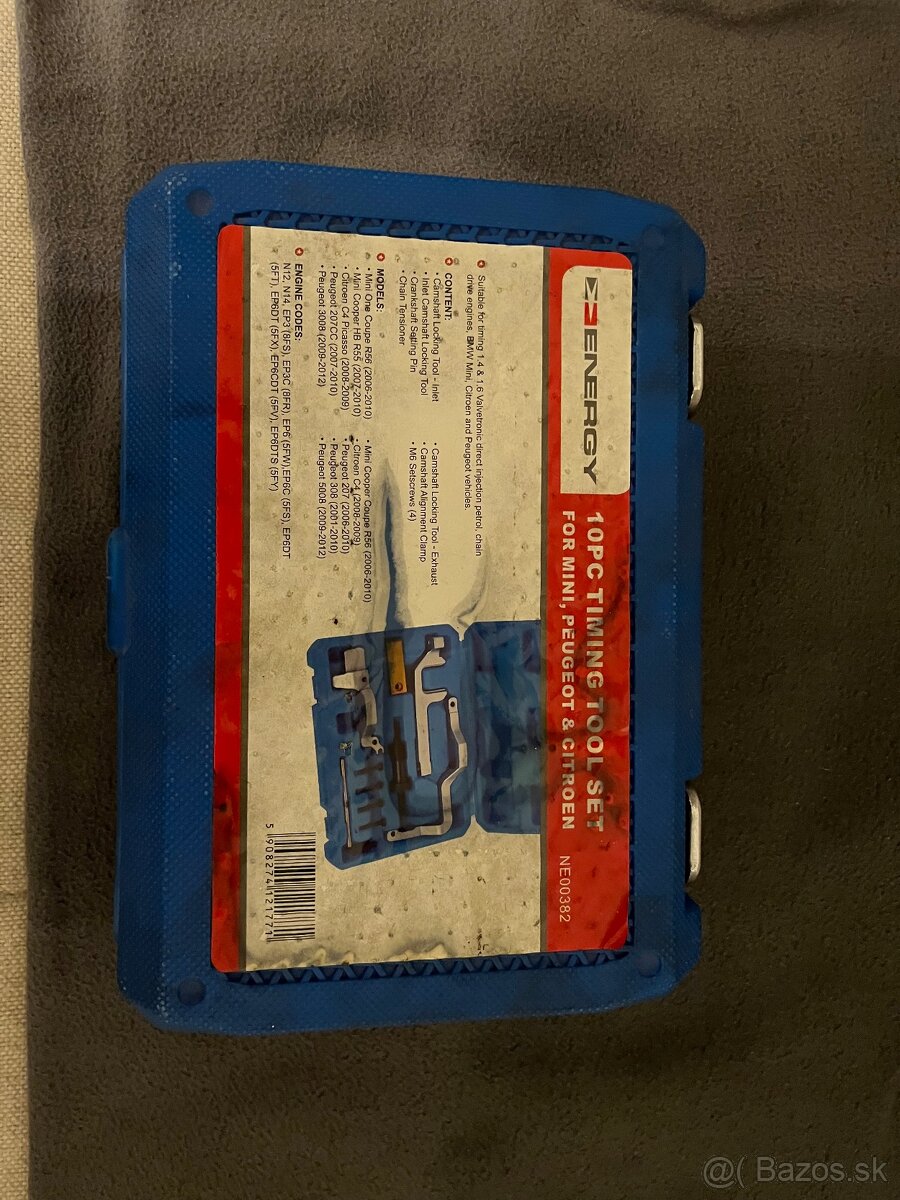 ENERGY
10PC TIMING TOOL SET
FOR MINI, PEUGEOT & CITROEN
NE00382
Suitable for timing 1.4 & 1.6 Valvetronic direct injection petrol, chain
drive engines, BMW Mini, Citroen and Peugeot vehicles.
CONTENT:
• Camshaft Locking Tool - Inlet
• Inlet Camshaft Locking Tool
• Crankshaft Setting Pin
• Chain Tensioner
• Camshaft Locking Tool - Exhaust
• Camshaft Alignment Clamp
• M6 Setscrews (4)
MODELS:
• Mini One Coupe R56 (2006-2010)
• Mini Cooper HB R55 (2007-2010)
• Citroen C4 Picasso (2008-2009)
• Peugeot 207CC (2007-2010)
• Peugeot 3008 (2009-2012)
• Mini Cooper Coupe R56 (2006-2010)
• Citroen C4 (2008-2009)
• Peugeot 207 (2006-2010)
• Peugeot 308 (2001-2010)
• Peugeot 5008 (2009-2012)
ENGINE CODES:
N12, N14, EP3 (8FS), EP3C (8FR), EP6 (5FW), EP6C (5FS), EP6DT
(5FT), EP6DT (5FX), EP6CDT (5FV), EP6DTS (5FY)
5 908274 121771
@( Bazos.sk